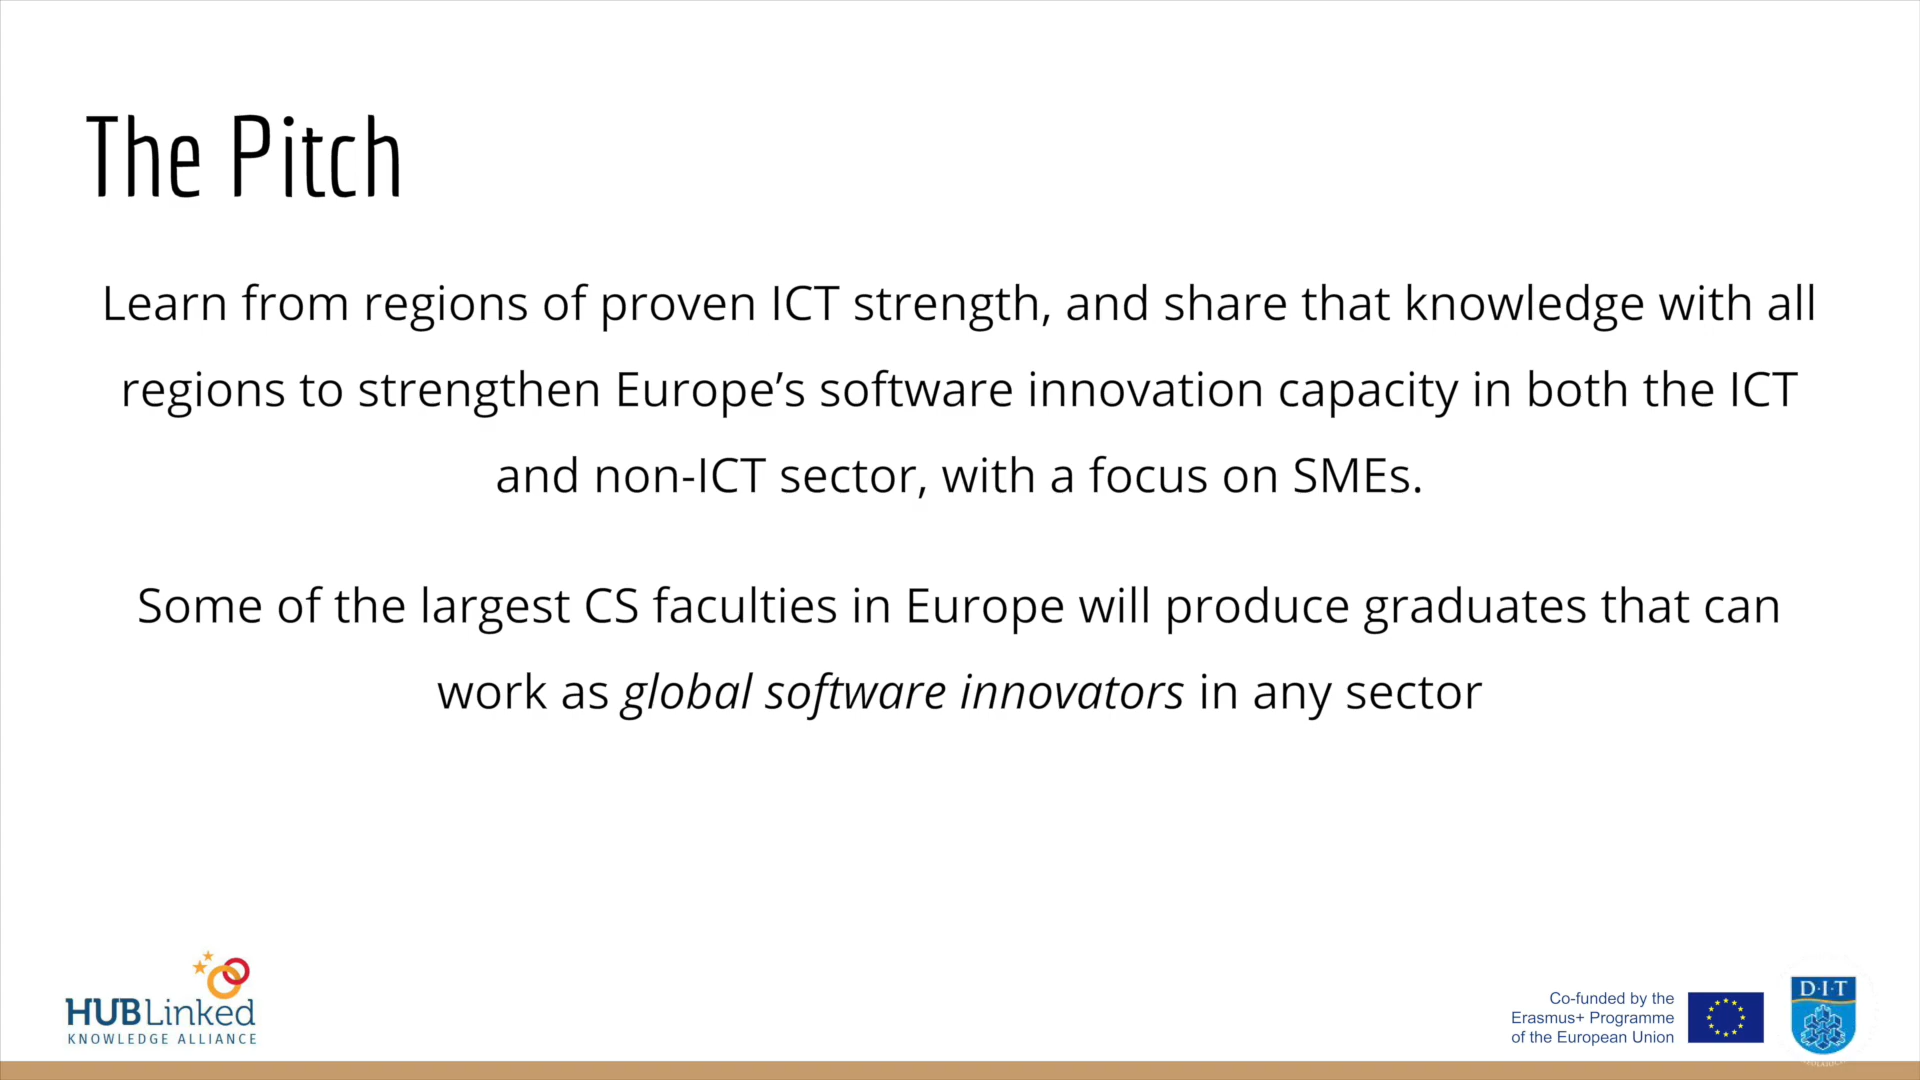 The Pitch
Learn from regions of proven ICT strength, and share that knowledge with all
regions to strengthen Europe’s software innovation capacity in both the ICT
and non-ICT sector, with a focus on SMEs.
Some of the largest CS faculties in Europe will produce graduates that can
work as global software innovators in any sector
HUBLinked
KNOWLEDGE ALLIANCE
Co-funded by the
Erasmus+ Programme
of the European Union
D·I·T